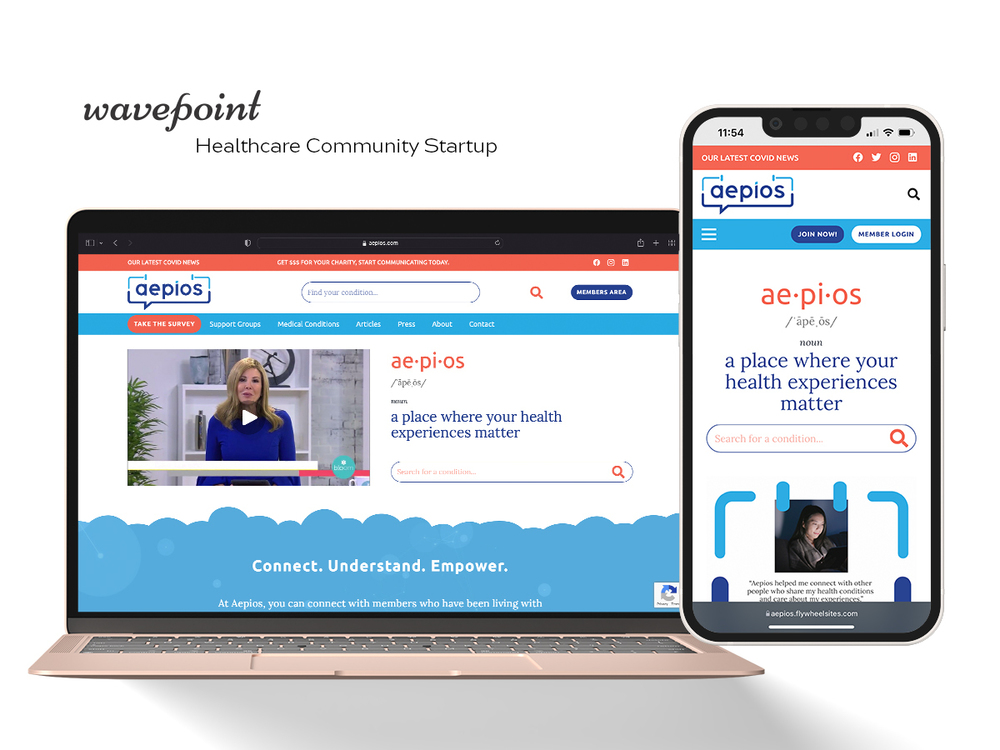 wavepoint
Healthcare Community Startup
aepios.com
OUR LATEST COVID NEWS
GET $$$ FOR YOUR CHARITY, START COMMUNICATING TODAY.
aepios
Find your condition...
MEMBERS AREA
TAKE THE SURVEY
Support Groups
Medical Conditions
Articles
Press
About
Contact
ae·pi·os
/ˈāpēˌōs/
noun
a place where your health
experiences matter
Search for a condition...
Connect. Understand. Empower.
At Aepios, you can connect with members who have been living with
11:54
OUR LATEST COVID NEWS
aepios
JOIN NOW!
MEMBER LOGIN
ae·pi·os
/ˈāpēˌōs/
noun
a place where your
health experiences
matter
Search for a condition...
"Aepios helped me connect with other
people who share my health conditions
and care about my experiences."
aepios.flywheelsites.com